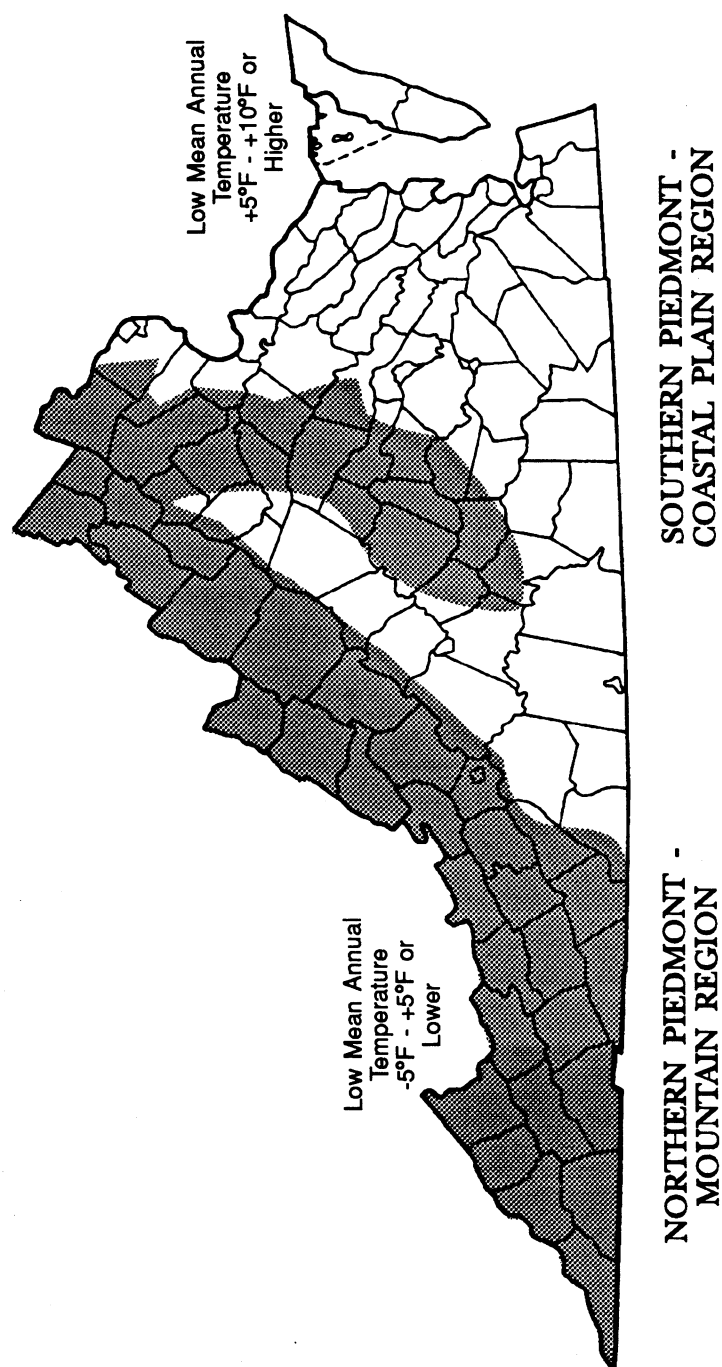 Low Mean Annual
Temperature
-5°F - +5°F or
Lower
Low Mean Annual
Temperature
+5°F - +10°F or
Higher
NORTHERN PIEDMONT -
MOUNTAIN REGION
SOUTHERN PIEDMONT -
COASTAL PLAIN REGION